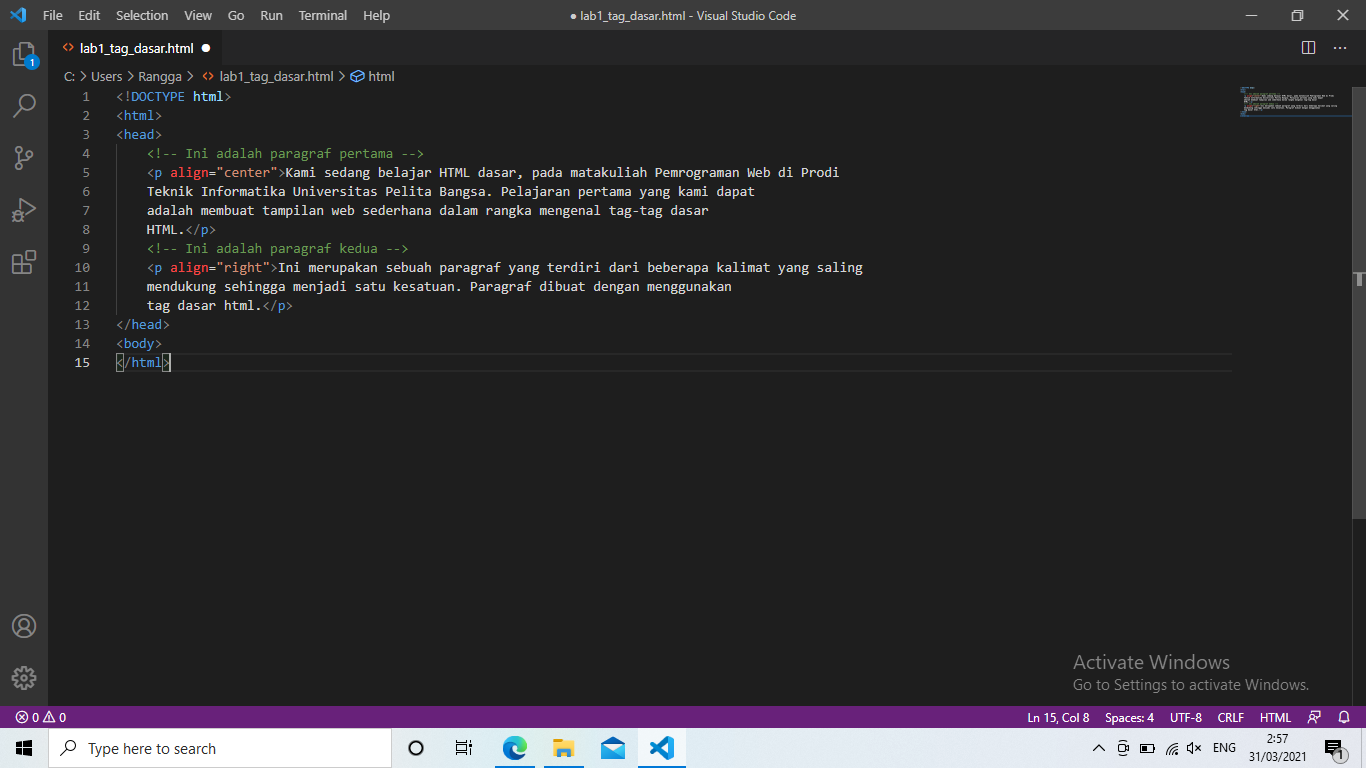 File Edit Selection View Go Run Terminal Help ● lab1_tag_dasar.html - Visual Studio Code
<> lab1_tag_dasar.html ●
C: > Users > Rangga > <> lab1_tag_dasar.html > html
1 <!DOCTYPE html>
2 <html>
3 <head>
4 <!-- Ini adalah paragraf pertama -->
5 <p align="center">Kami sedang belajar HTML dasar, pada matakuliah Pemrograman Web di Prodi
6 Teknik Informatika Universitas Pelita Bangsa. Pelajaran pertama yang kami dapat
7 adalah membuat tampilan web sederhana dalam rangka mengenal tag-tag dasar
8 HTML.</p>
9 <!-- Ini adalah paragraf kedua -->
10 <p align="right">Ini merupakan sebuah paragraf yang terdiri dari beberapa kalimat yang saling
11 mendukung sehingga menjadi satu kesatuan. Paragraf dibuat dengan menggunakan
12 tag dasar html.</p>
13 </head>
14 <body>
15 </html>
1
Activate Windows
Go to Settings to activate Windows.
0 0 Ln 15, Col 8 Spaces: 4 UTF-8 CRLF HTML
Type here to search
ENG
2:57
31/03/2021
1